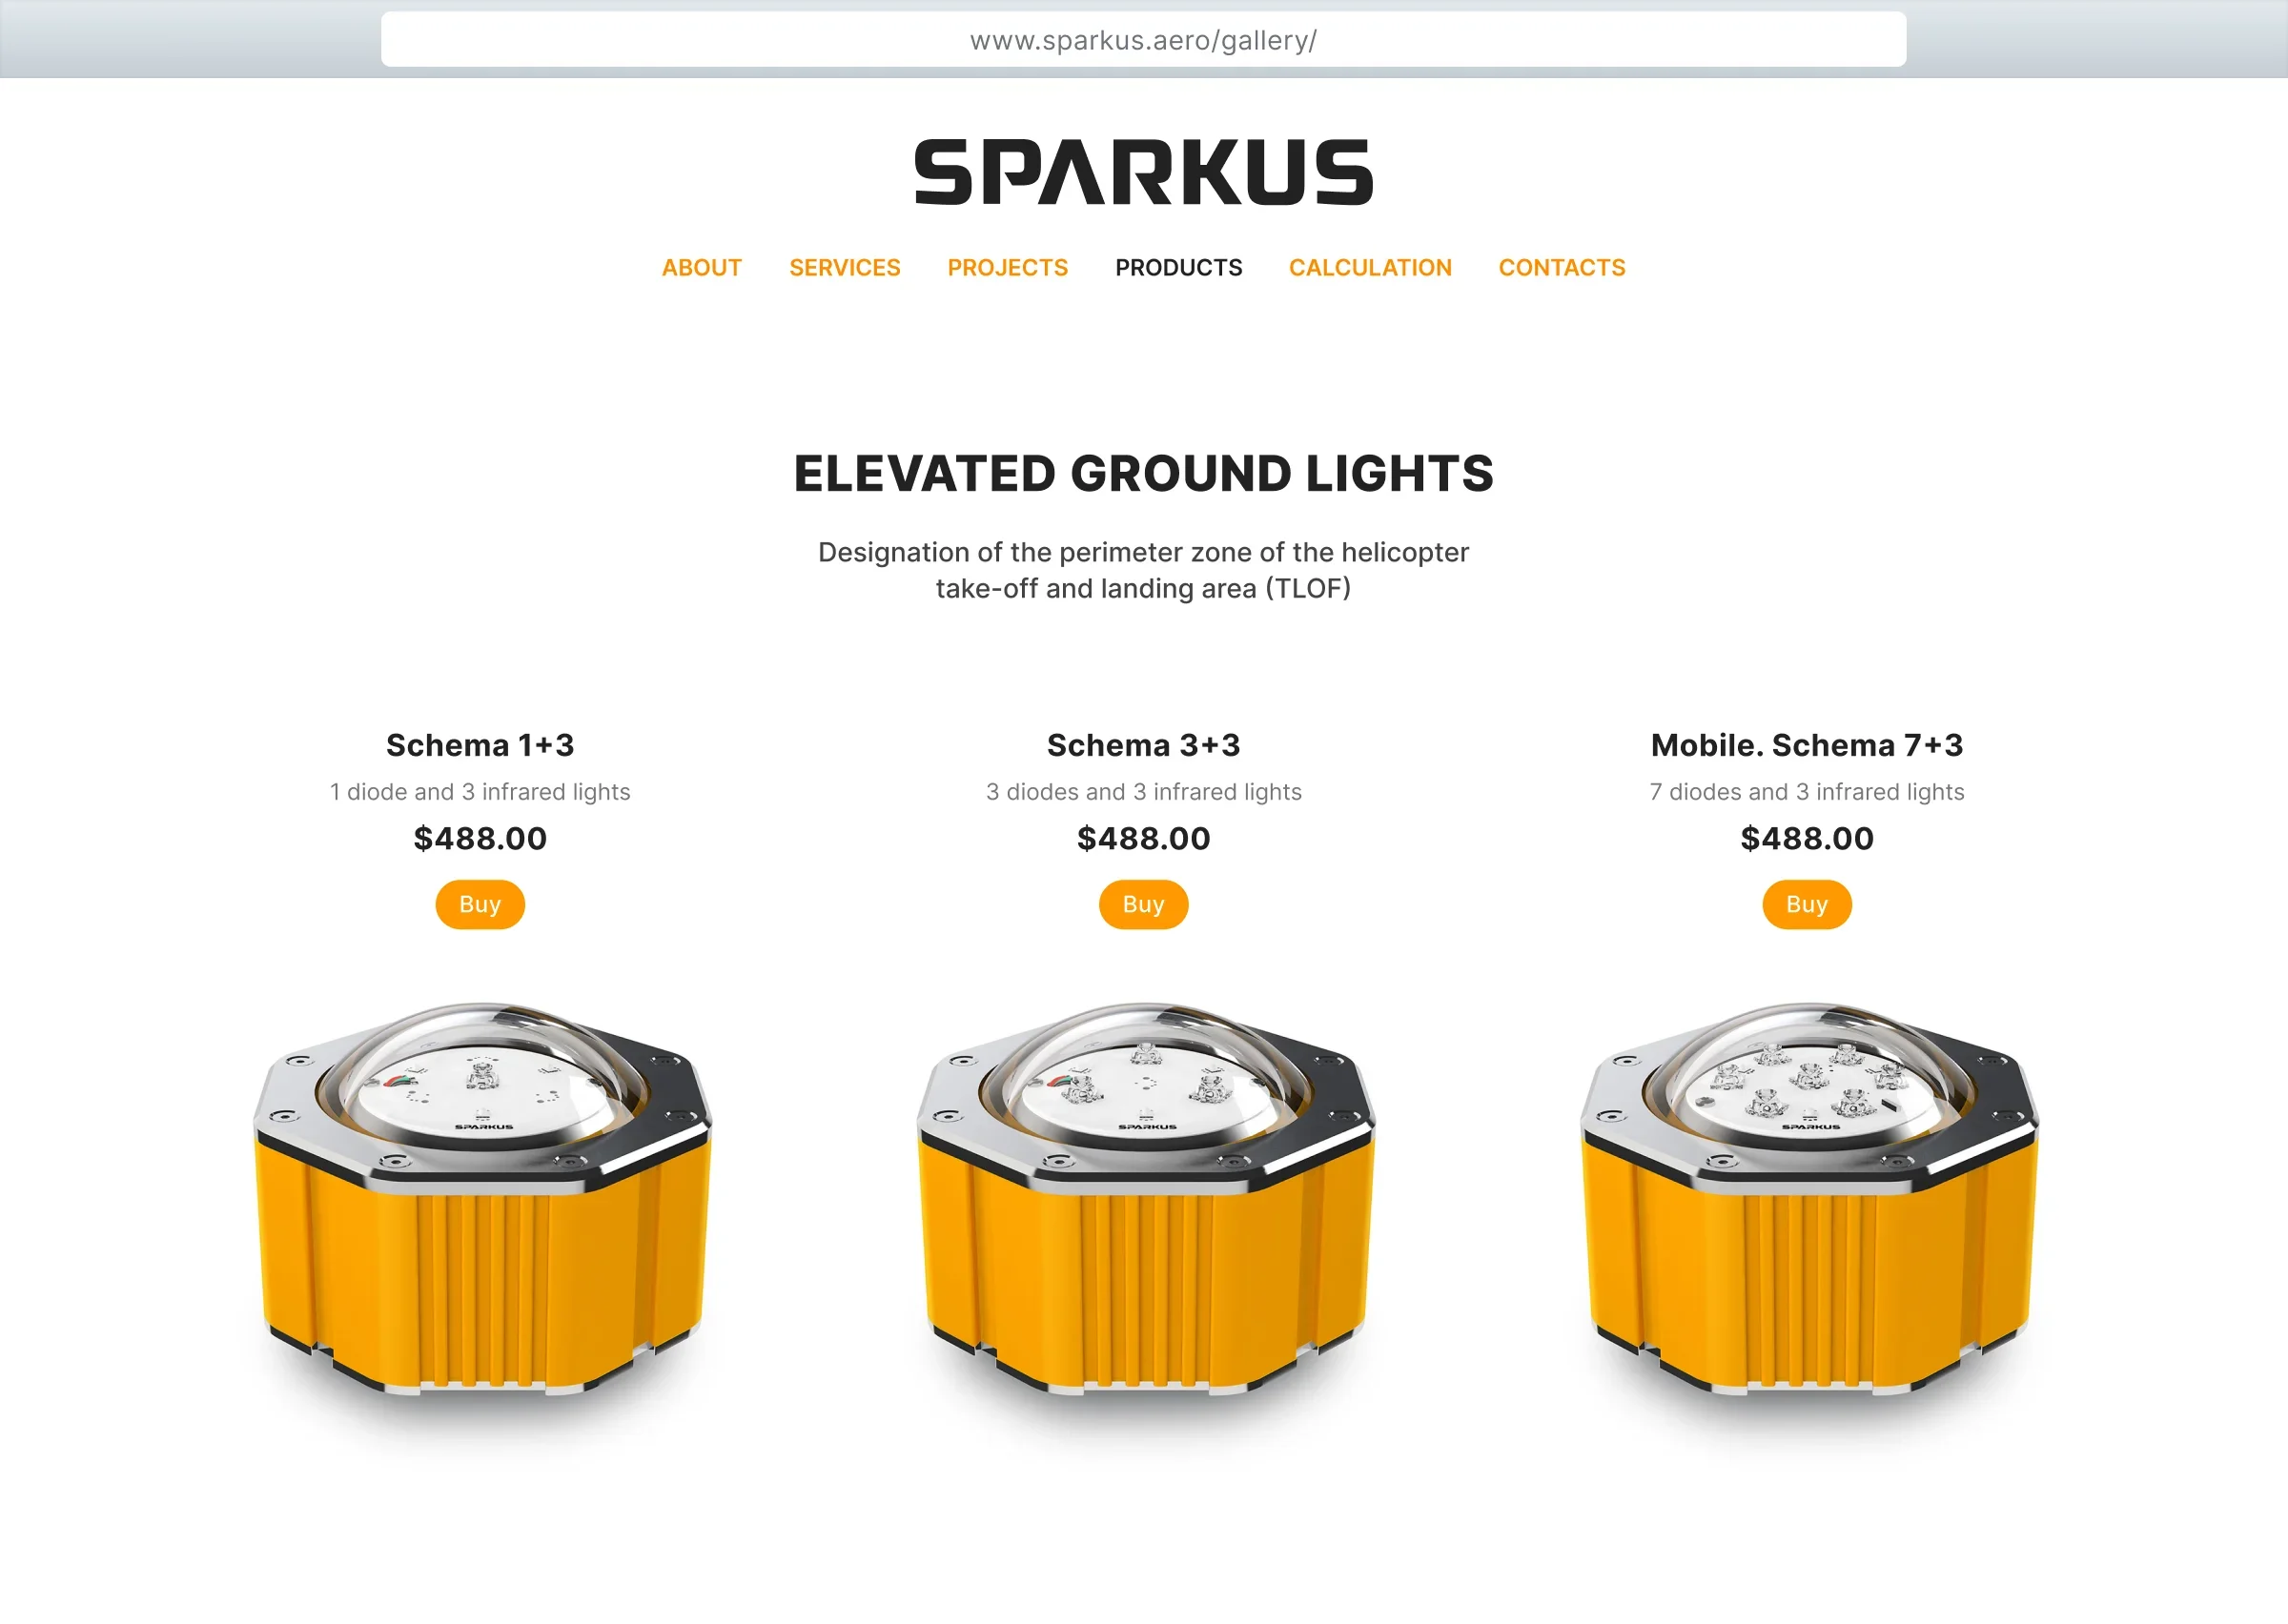 www.sparkus.aero/gallery/
SPARKUS
ABOUT SERVICES PROJECTS PRODUCTS CALCULATION CONTACTS
ELEVATED GROUND LIGHTS
Designation of the perimeter zone of the helicopter
take-off and landing area (TLOF)
Schema 1+3
1 diode and 3 infrared lights
$488.00
Buy
SPARKUS
Schema 3+3
3 diodes and 3 infrared lights
$488.00
Buy
SPARKUS
Mobile. Schema 7+3
7 diodes and 3 infrared lights
$488.00
Buy
SPARKUS